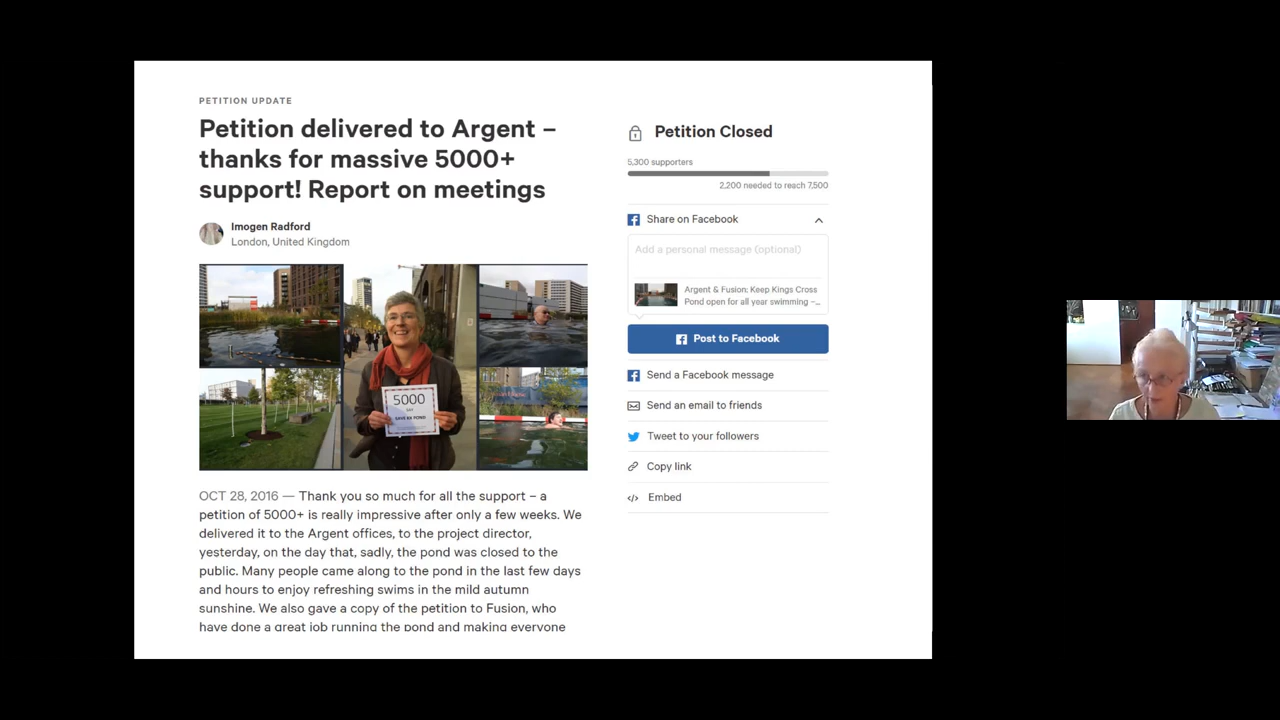 PETITION UPDATE
Petition delivered to Argent –
thanks for massive 5000+
support! Report on meetings
Imogen Radford
London, United Kingdom
5000
SAY
SAVE KX POND
OCT 28, 2016 — Thank you so much for all the support – a
petition of 5000+ is really impressive after only a few weeks. We
delivered it to the Argent offices, to the project director,
yesterday, on the day that, sadly, the pond was closed to the
public. Many people came along to the pond in the last few days
and hours to enjoy refreshing swims in the mild autumn
sunshine. We also gave a copy of the petition to Fusion, who
have done a great job running the pond and making everyone
Petition Closed
5,300 supporters
2,200 needed to reach 7,500
Share on Facebook
Add a personal message (optional)
Argent & Fusion: Keep Kings Cross
Pond open for all year swimming –...
Post to Facebook
Send a Facebook message
Send an email to friends
Tweet to your followers
Copy link
Embed